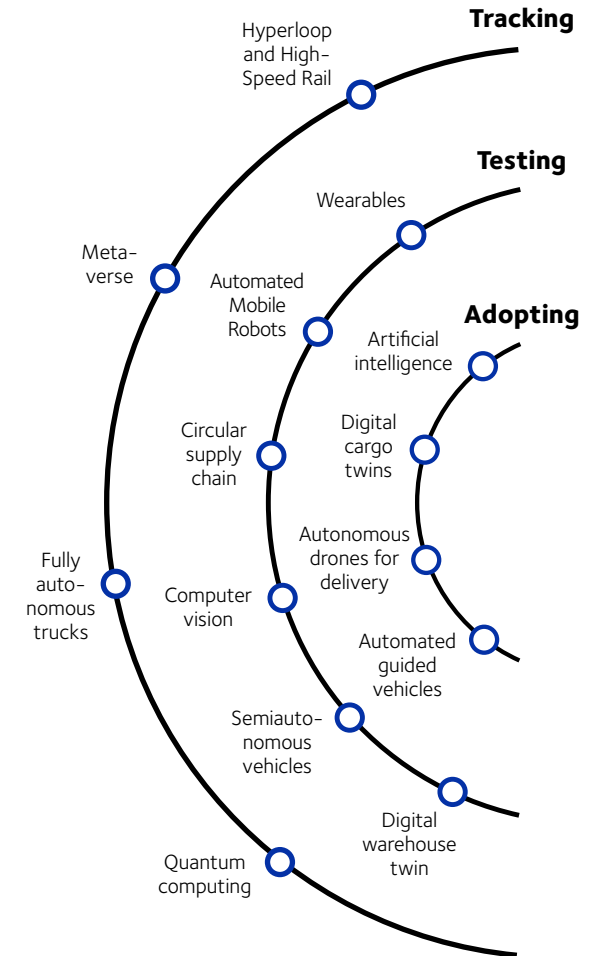 Tracking
Hyperloop
and High-
Speed Rail
Testing
Wearables
Meta-
verse
Automated
Mobile
Robots
Adopting
Artificial
intelligence
Digital
cargo
twins
Circular
supply
chain
Autonomous
drones for
delivery
Fully
auto-
nomous
trucks
Computer
vision
Automated
guided
vehicles
Semiauto-
nomous
vehicles
Digital
warehouse
twin
Quantum
computing